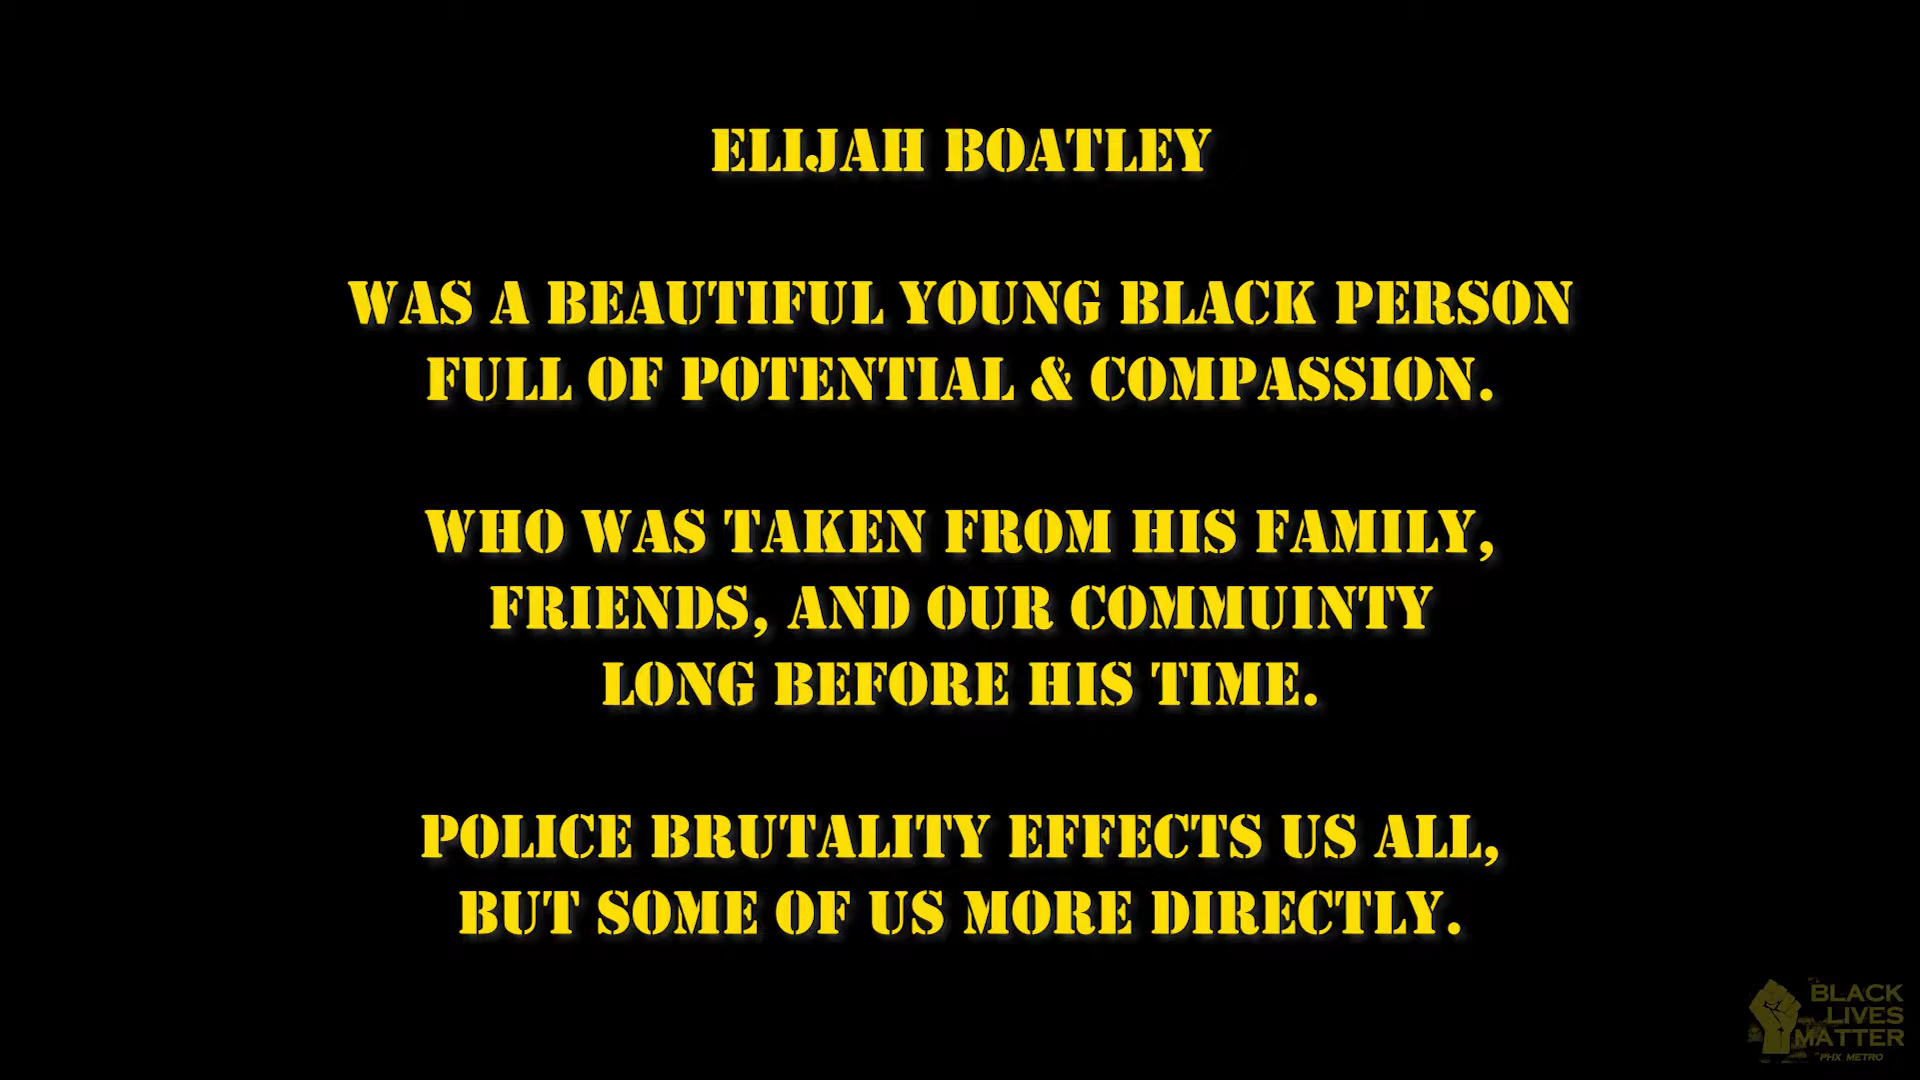 ELIJAH BOATLEY
WAS A BEAUTIFUL YOUNG BLACK PERSON
FULL OF POTENTIAL & COMPASSION.
WHO WAS TAKEN FROM HIS FAMILY,
FRIENDS, AND OUR COMMUINTY
LONG BEFORE HIS TIME.
POLICE BRUTALITY EFFECTS US ALL,
BUT SOME OF US MORE DIRECTLY.
BLACK
LIVES
MATTER
PHX METRO